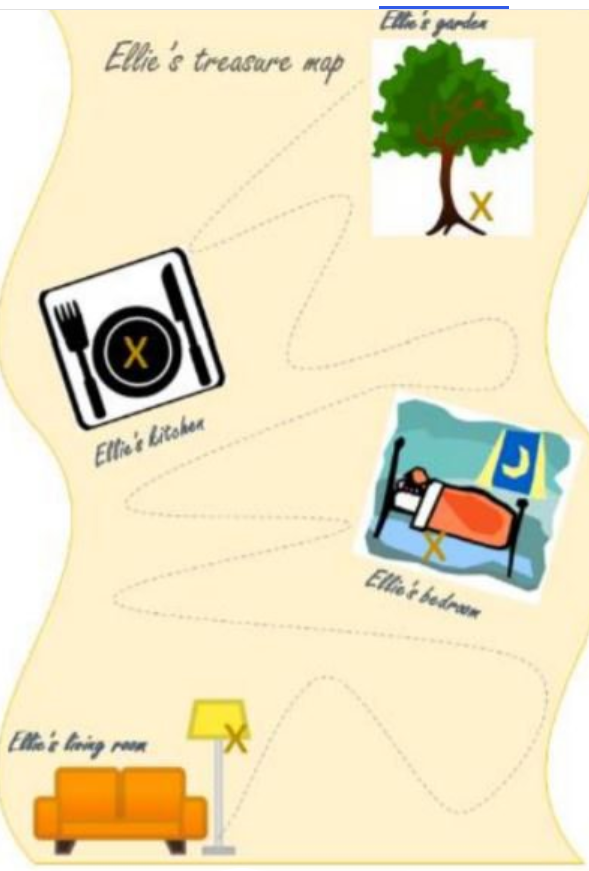 Ellie's garden
Ellie's treasure map
X
X
Ellie's kitchen
X
Ellie's bedroom
Ellie's living room
X